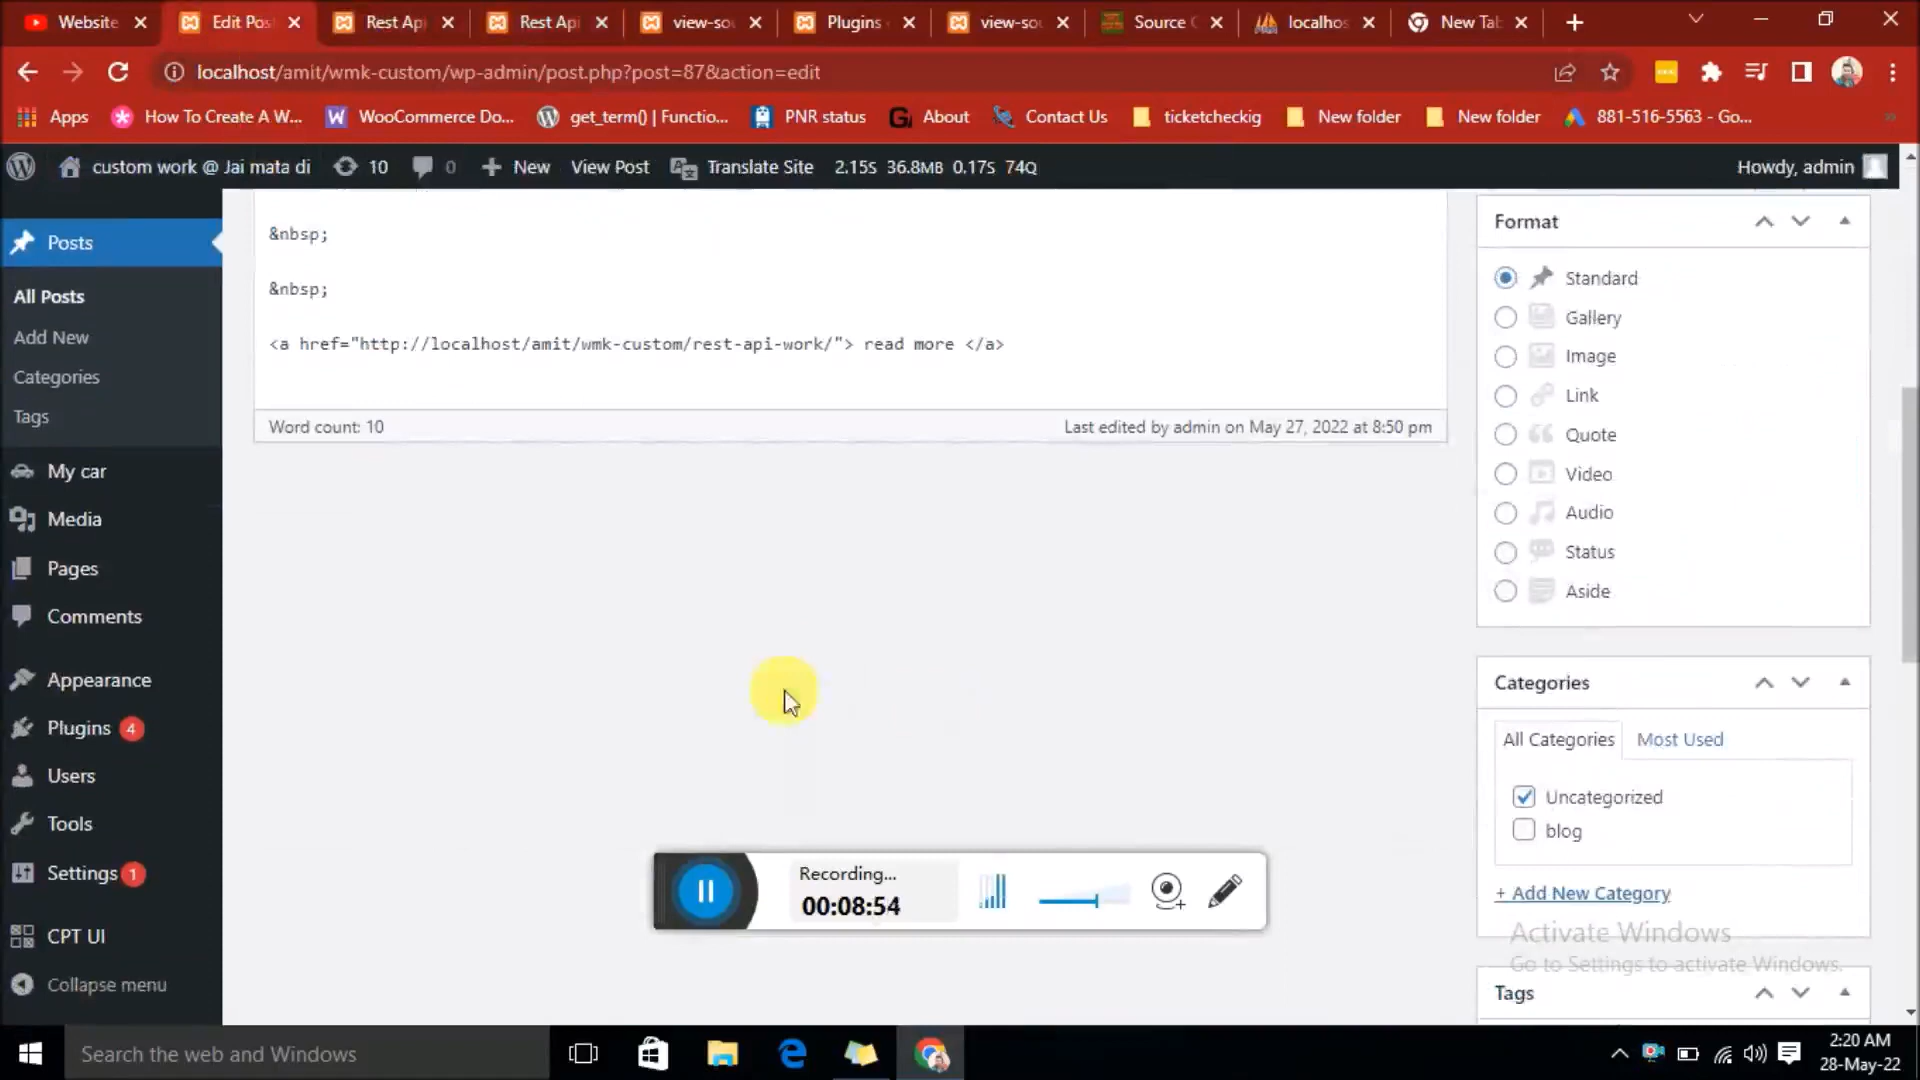 Website
Edit Pos
Rest Api
Rest Api
view-sou
Plugins
view-sou
Source C
localhos
New Tab
localhost/amit/wmk-custom/wp-admin/post.php?post=87&action=edit
Apps
How To Create A W...
WooCommerce Do...
get_term() | Functio...
PNR status
About
Contact Us
ticketcheckig
New folder
New folder
881-516-5563 - Go...
custom work @ Jai mata di
10
0
New
View Post
Translate Site
2.15S 36.8MB 0.17S 74Q
Howdy, admin
Posts
All Posts
Add New
Categories
Tags
My car
Media
Pages
Comments
Appearance
Plugins 4
Users
Tools
Settings 1
CPT UI
Collapse menu
&nbsp;
&nbsp;
<a href="http://localhost/amit/wmk-custom/rest-api-work/"> read more </a>
Word count: 10
Last edited by admin on May 27, 2022 at 8:50 pm
Format
Standard
Gallery
Image
Link
Quote
Video
Audio
Status
Aside
Categories
All Categories
Most Used
Uncategorized
blog
+ Add New Category
Tags
Recording...
00:08:54
Activate Windows
Go to Settings to activate Windows.
Search the web and Windows
2:20 AM
28-May-22